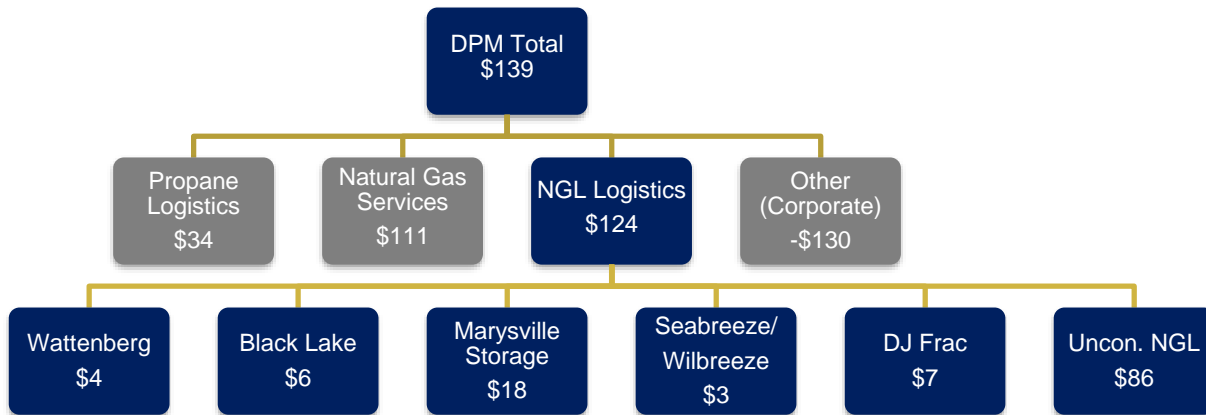 DPM Total
$139
Propane
Logistics
$34
Natural Gas
Services
$111
NGL Logistics
$124
Other
(Corporate)
-$130
Wattenberg
$4
Black Lake
$6
Marysville
Storage
$18
Seabreeze/
Wilbreeze
$3
DJ Frac
$7
Uncon. NGL
$86